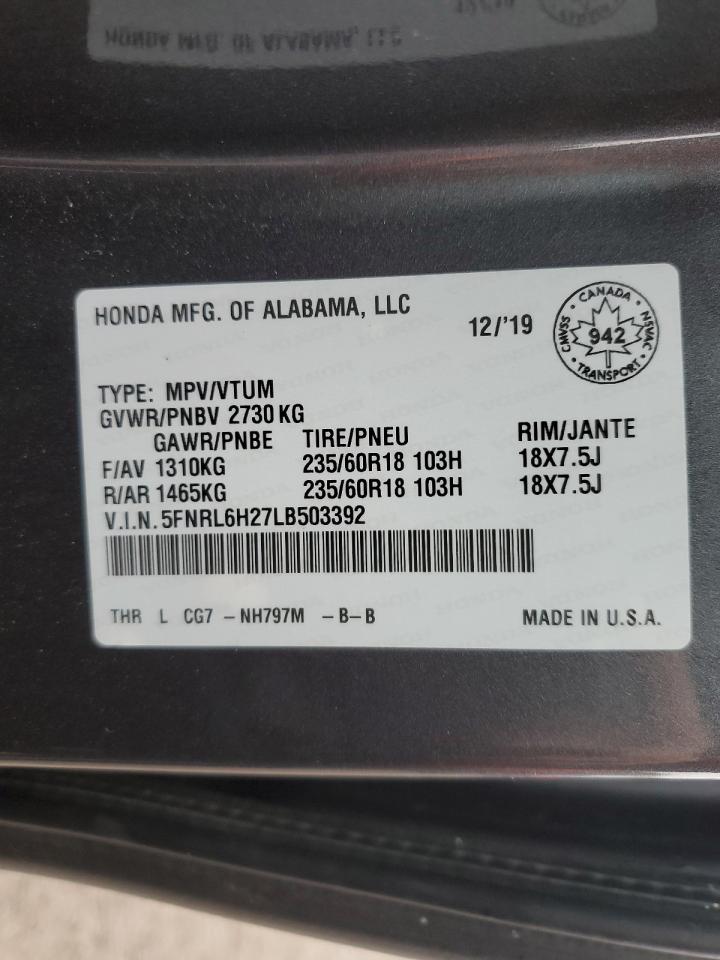 HONDA MFG. OF ALABAMA, LLC
12/'19
CANADA
CMVSS 942 NSVAC
TRANSPORT
TYPE: MPV/VTUM
GVWR/PNBV 2730 KG
GAWR/PNBE TIRE/PNEU RIM/JANTE
F/AV 1310KG 235/60R18 103H 18X7.5J
R/AR 1465KG 235/60R18 103H 18X7.5J
V.I.N. 5FNRL6H27LB503392
THR L CG7 – NH797M – B– B MADE IN U.S.A.